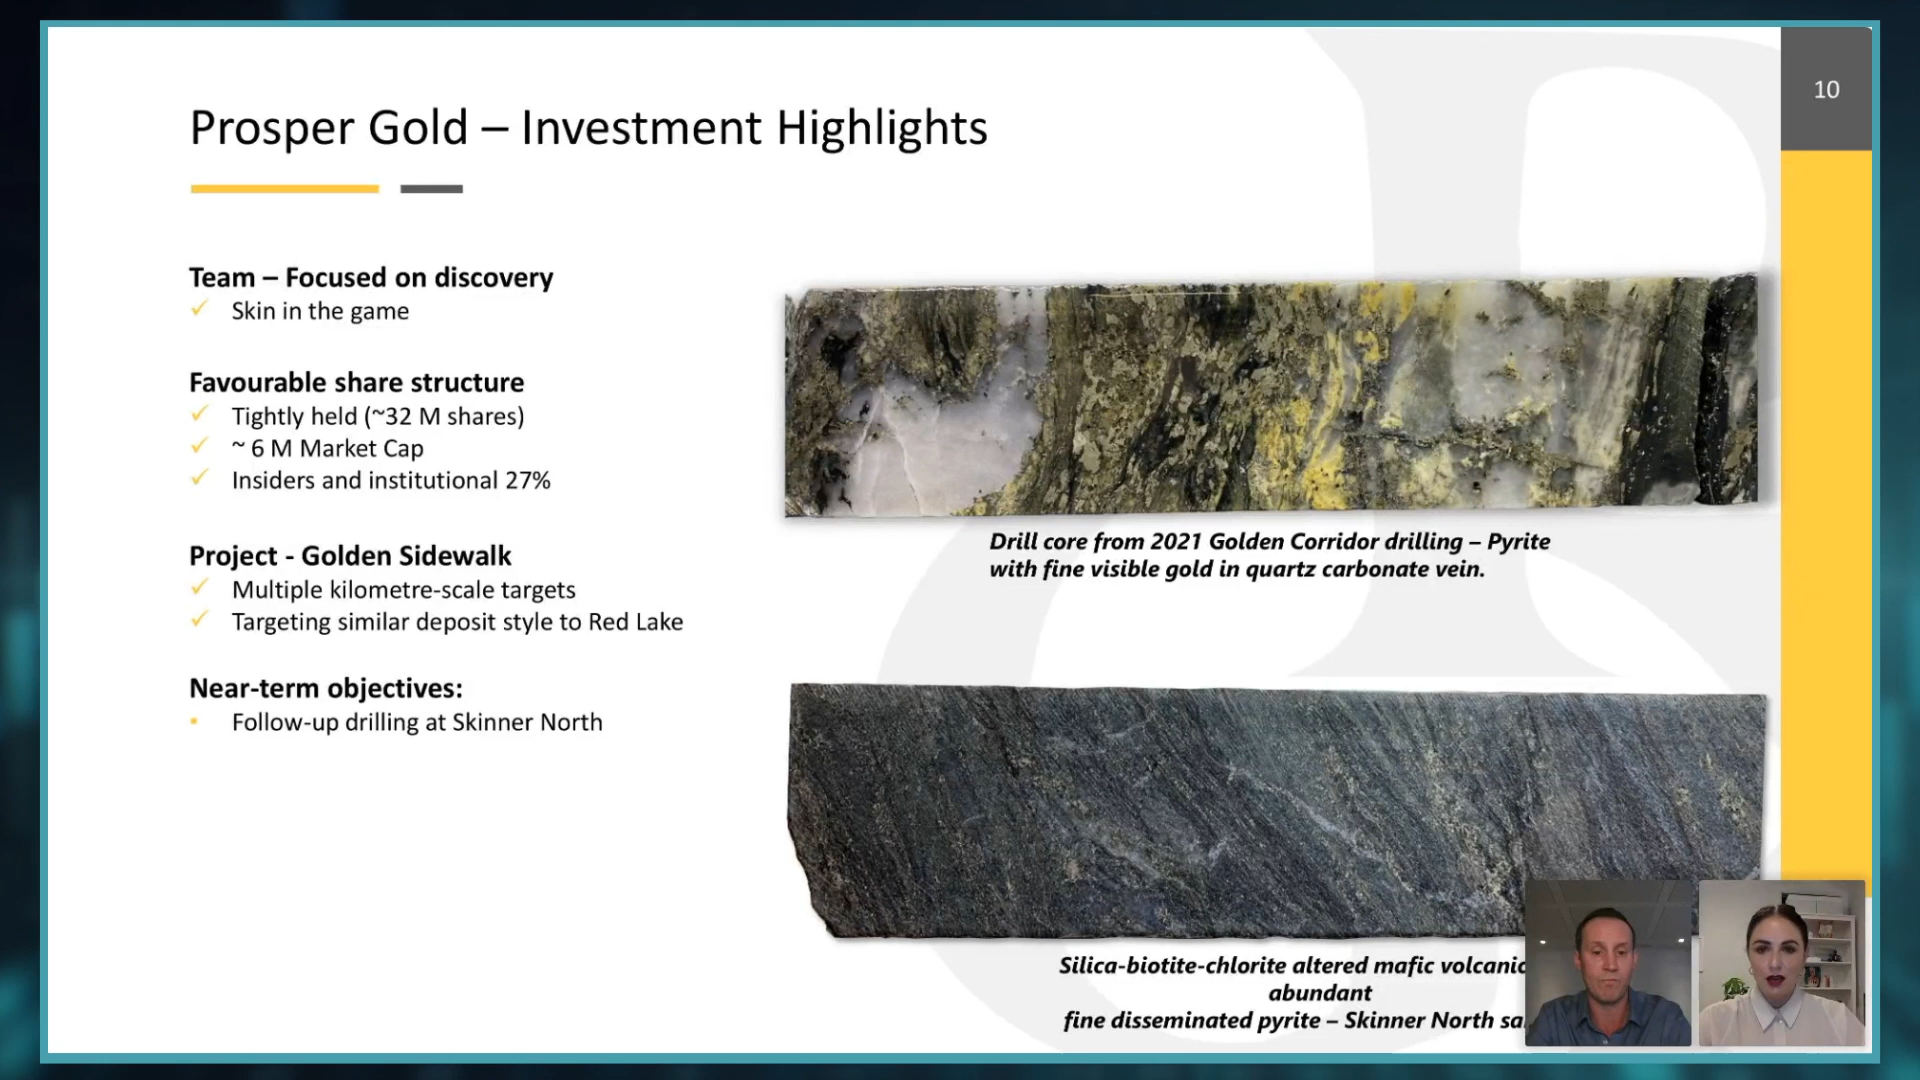 10
Prosper Gold – Investment Highlights
Team – Focused on discovery
Skin in the game
Favourable share structure
Tightly held (~32 M shares)
~ 6 M Market Cap
Insiders and institutional 27%
Project - Golden Sidewalk
Multiple kilometre-scale targets
Targeting similar deposit style to Red Lake
Near-term objectives:
Follow-up drilling at Skinner North
Drill core from 2021 Golden Corridor drilling – Pyrite
with fine visible gold in quartz carbonate vein.
Silica-biotite-chlorite altered mafic volcanic
abundant
fine disseminated pyrite – Skinner North